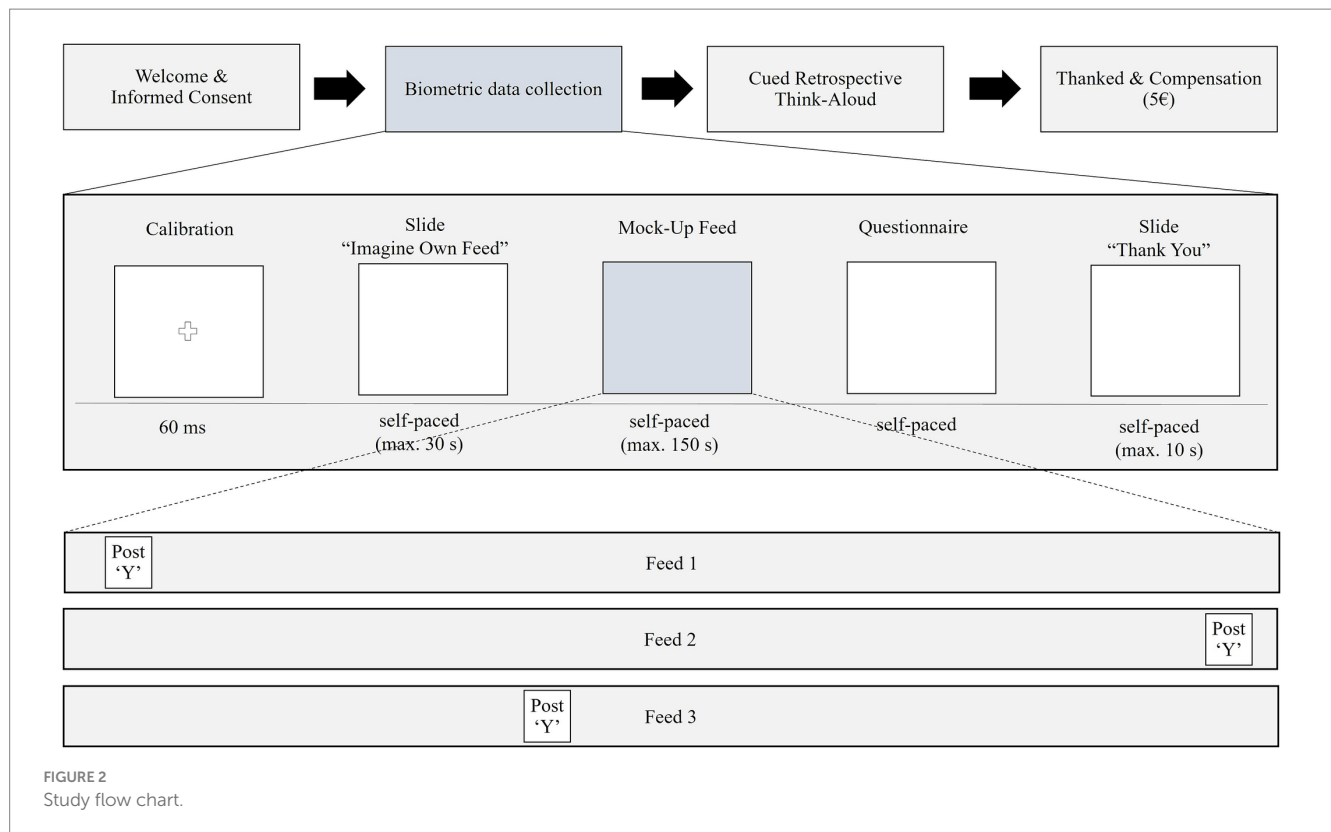 Welcome &
Informed Consent
Biometric data collection
Cued Retrospective
Think-Aloud
Thanked & Compensation
(5€)
Calibration
Slide
“Imagine Own Feed”
Mock-Up Feed
Questionnaire
Slide
“Thank You”
60 ms
self-paced
(max. 30 s)
self-paced
(max. 150 s)
self-paced
self-paced
(max. 10 s)
Post
‘Y’
Feed 1
Feed 2
Post
‘Y’
Post
‘Y’
Feed 3
FIGURE 2
Study flow chart.